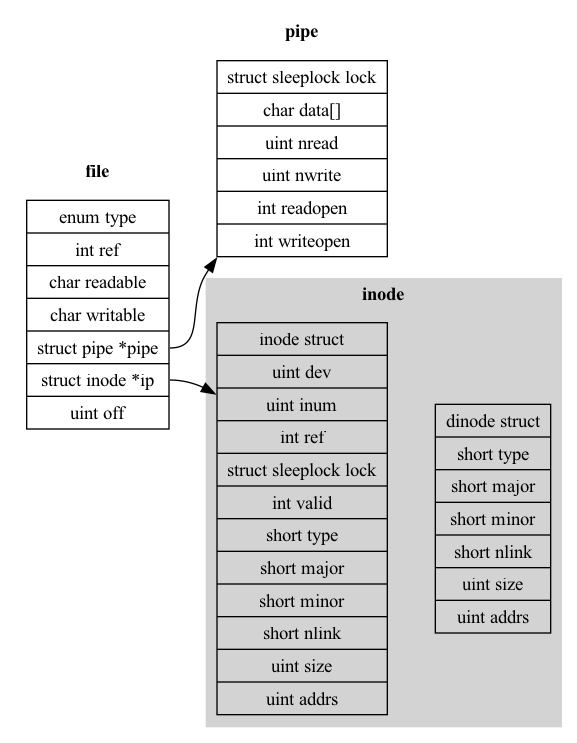 pipe
struct sleeplock lock
char data[]
uint nread
uint nwrite
int readopen
int writeopen
file
enum type
int ref
char readable
char writable
struct pipe *pipe
struct inode *ip
uint off
inode
inode struct
uint dev
uint inum
int ref
struct sleeplock lock
int valid
short type
short major
short minor
short nlink
uint size
uint addrs
dinode struct
short type
short major
short minor
short nlink
uint size
uint addrs